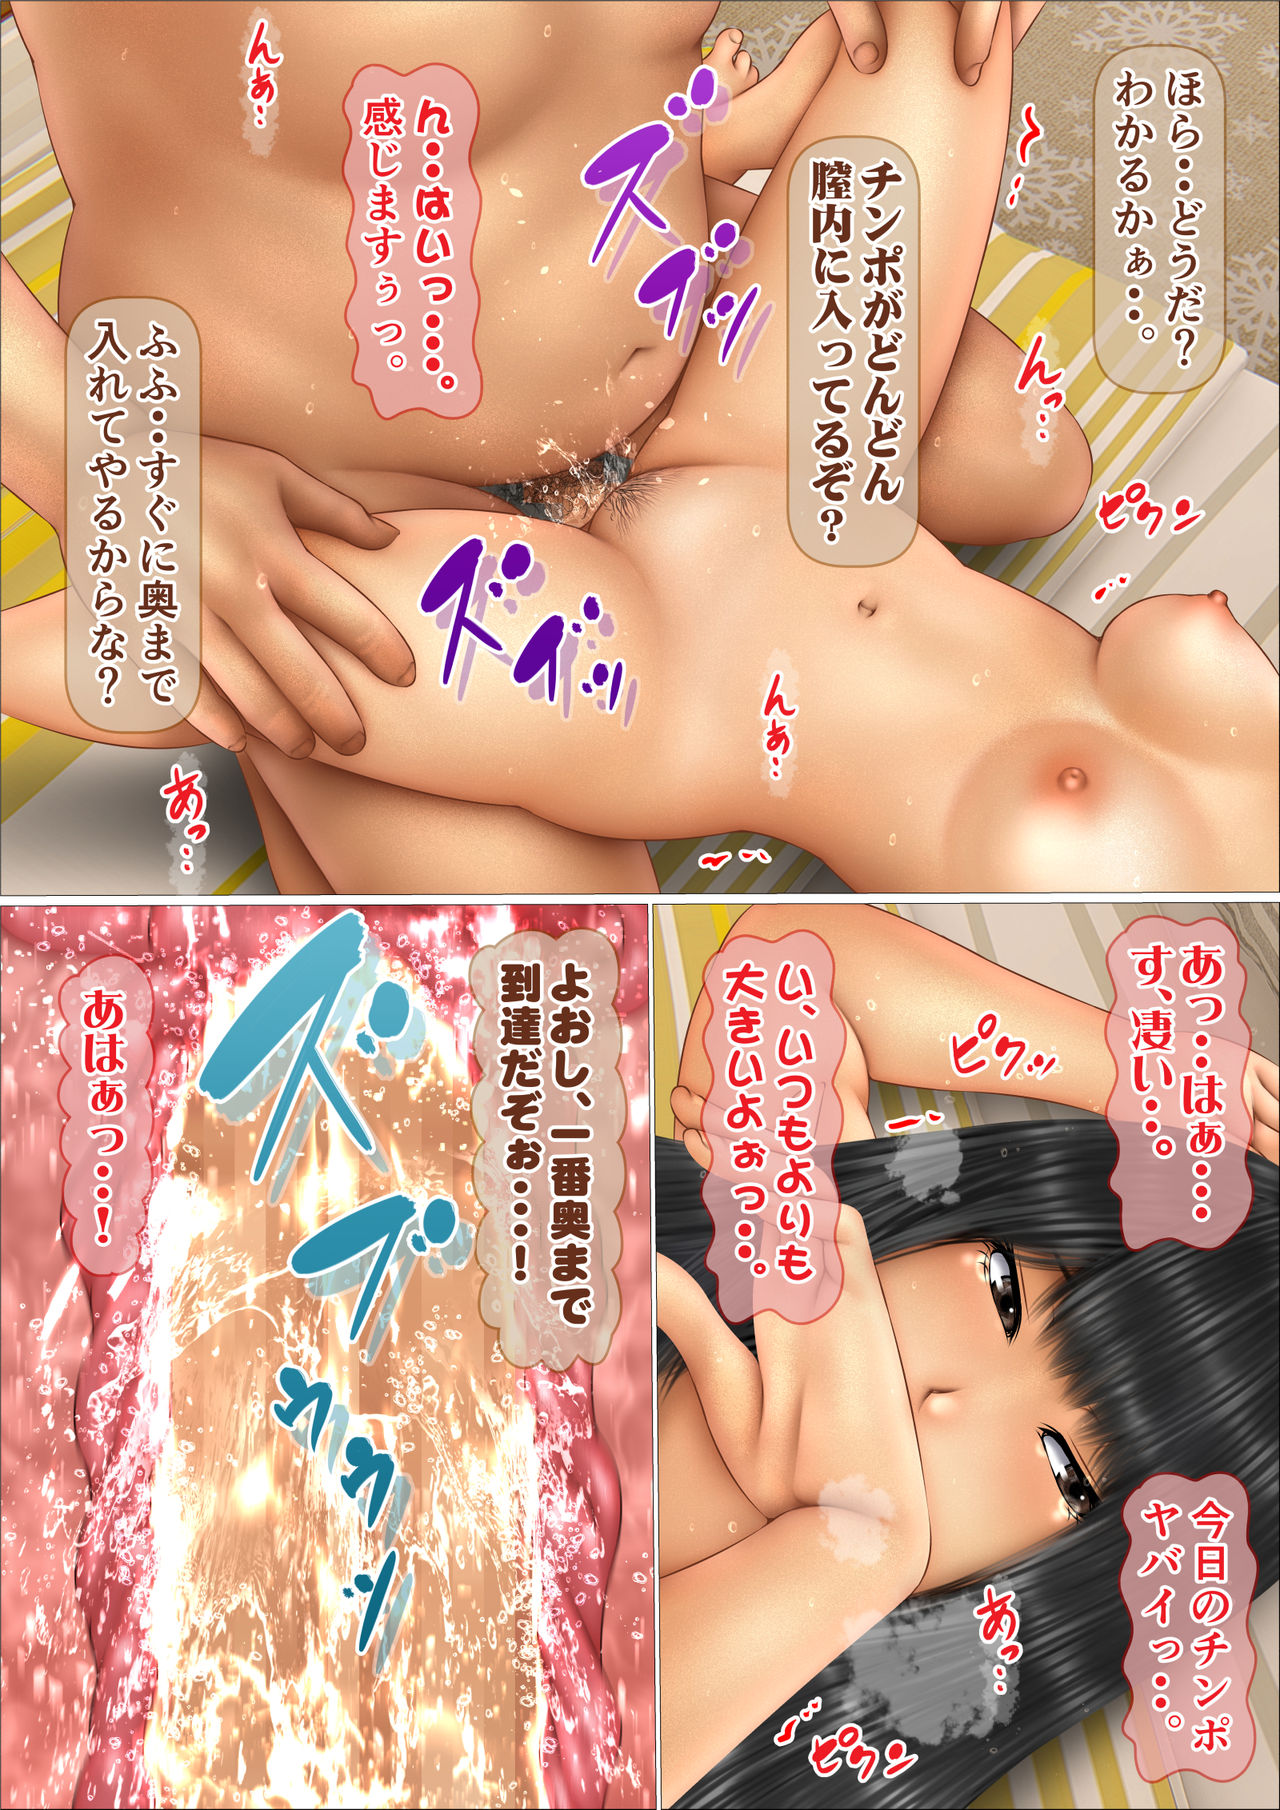 ほら・・どうだ？
わかるかぁ・・。
チンポがどんどん
膣内に入ってるぞ？
ん・・はいっ・・・。
感じますぅっ。
ふふ・・すぐに奥まで
入れてやるからな？
んぁ・・
ズズッ
んっ・・
ピクン
ズズッ
んぁ・・
あっ・・
あっ・・はぁ・・・
す、凄い・・。
い、いつもよりも
大きいよぉっ・・。
ピクッ
今日のチンポ
ヤバイっ・・。
あっ・・
ピクン
よおし、一番奥まで
到達だぞぉ・・・！
ズズゥゥッ
あはぁっ・・！